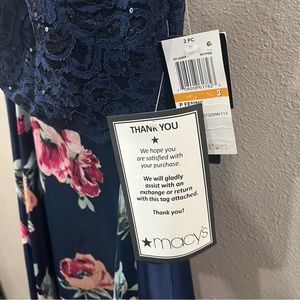 2 PC
3
THANK YOU
★
We hope you
are satisfied with
your purchase.
★
We will gladly
assist with an
exchange or return
with this tag attached.
Thank you!
★macy's